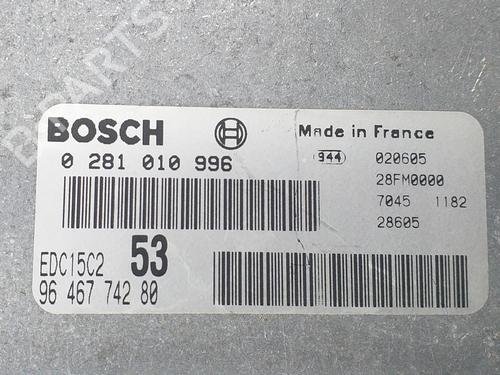 B-PARTS
BOSCH
Made in France
0 281 010 996
944
020605
28FM0000
7045 1182
28605
EDC15C2 53
96 467 742 80